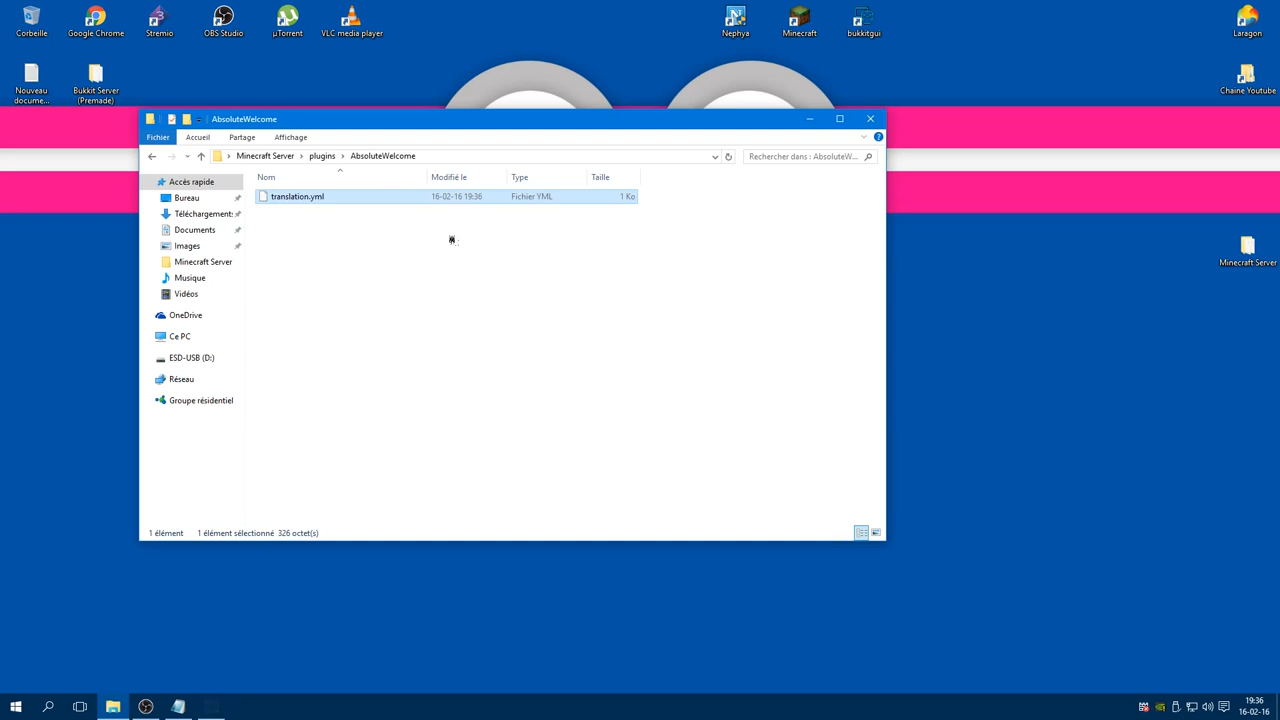 Corbeille
Google Chrome
Stremio
OBS Studio
µTorrent
VLC media player
Nephya
Minecraft
bukkitgui
Laragon
Nouveau docume...
Bukkit Server (Premade)
Chaine Youtube
Minecraft Server
AbsoluteWelcome
Fichier
Accueil
Partage
Affichage
Minecraft Server > plugins > AbsoluteWelcome
Rechercher dans : AbsoluteW...
Nom
Modifié le
Type
Taille
translation.yml
16-02-16 19:36
Fichier YML
1 Ko
Accès rapide
Bureau
Téléchargement:
Documents
Images
Minecraft Server
Musique
Vidéos
OneDrive
Ce PC
ESD-USB (D:)
Réseau
Groupe résidentiel
1 élément
1 élément sélectionné 326 octet(s)
19:36
16-02-16